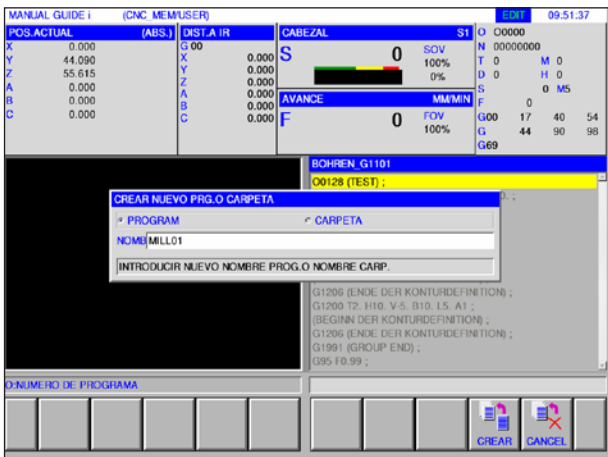 MANUAL GUIDE i (CNC_MEM/USER) EDIT 09:51:37
POS.ACTUAL (ABS.)
X 0.000
Y 44.090
Z 55.615
A 0.000
B 0.000
C 0.000
DIST.A IR
G 00
X 0.000
Y 0.000
Z 0.000
A 0.000
B 0.000
C 0.000
CABEZAL S1
S 0 SOV
100%
0%
AVANCE MM/MIN
F 0 FOV
100%
O O0000
N 00000000
T 0 M 0
D 0 H 0
S 0 M5
F 0
G00 17 40 54
G 44 90 98
G69
BOHREN_G1101
O0128 (TEST) ;
CREAR NUEVO PRG.O CARPETA
PROGRAM CARPETA
NOMB MILL01
INTRODUCIR NUEVO NOMBRE PROG.O NOMBRE CARP.
G1206 (ENDE DER KONTURDEFINITION) ;
G1200 T2. H10. V-5. B10. L5. A1 ;
(BEGINN DER KONTURDEFINITION) ;
G1206 (ENDE DER KONTURDEFINITION) ;
G1991 (GROUP END) ;
G95 F0.99 ;
O:NUMERO DE PROGRAMA
CREAR CANCEL